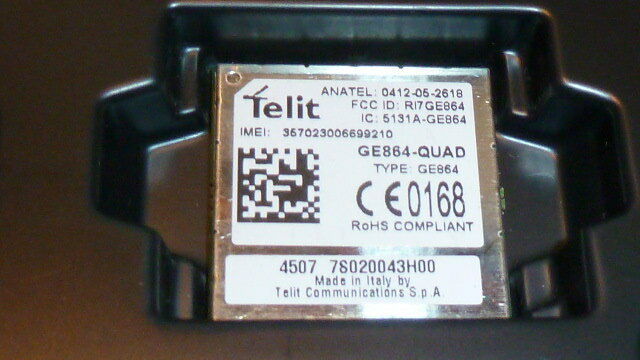 Telit
ANATEL: 0412-05-2618
FCC ID: RI7GE864
IC: 5131A-GE864
IMEI: 357023006699210
GE864-QUAD
TYPE: GE864
CE0168
RoHS COMPLIANT
4507 7S020043H00
Made in Italy by
Telit Communications S.p.A.